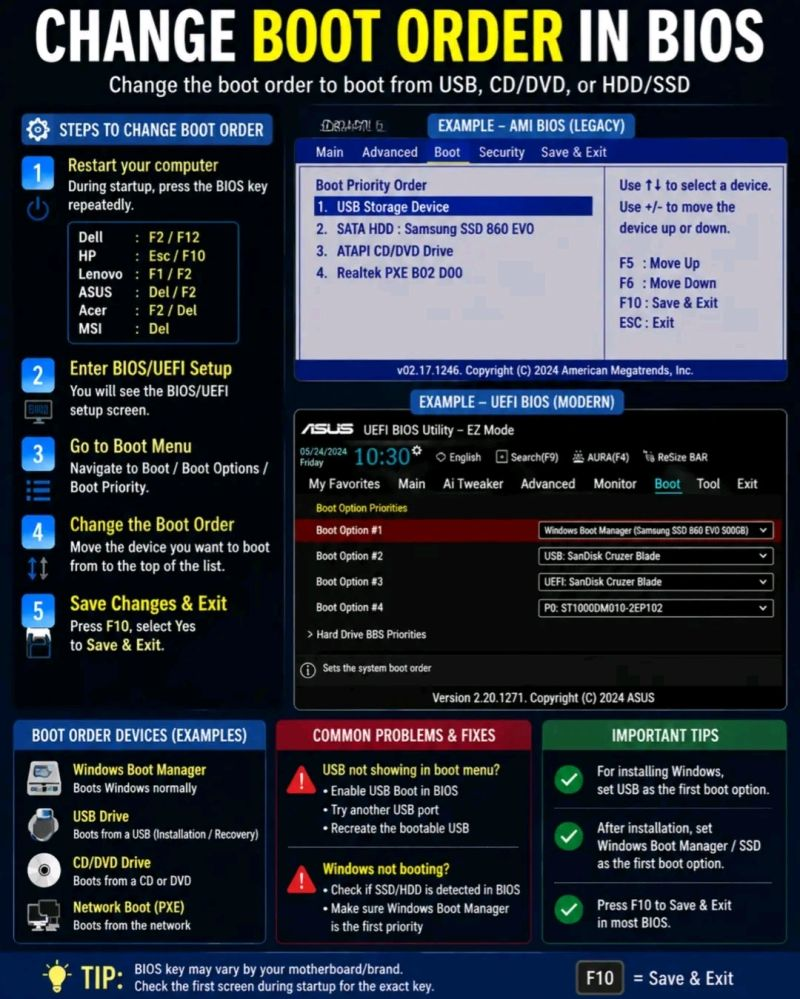 CHANGE BOOT ORDER IN BIOS
Change the boot order to boot from USB, CD/DVD, or HDD/SSD
STEPS TO CHANGE BOOT ORDER
1
Restart your computer
During startup, press the BIOS key
repeatedly.
Dell : F2 / F12
HP : Esc / F10
Lenovo : F1 / F2
ASUS : Del / F2
Acer : F2 / Del
MSI : Del
2
Enter BIOS/UEFI Setup
You will see the BIOS/UEFI
setup screen.
3
Go to Boot Menu
Navigate to Boot / Boot Options /
Boot Priority.
4
Change the Boot Order
Move the device you want to boot
from to the top of the list.
5
Save Changes & Exit
Press F10, select Yes
to Save & Exit.
EXAMPLE – AMI BIOS (LEGACY)
Main Advanced Boot Security Save & Exit
Boot Priority Order
1. USB Storage Device
2. SATA HDD : Samsung SSD 860 EVO
3. ATAPI CD/DVD Drive
4. Realtek PXE B02 D00
Use ↑↓ to select a device.
Use +/- to move the
device up or down.
F5 : Move Up
F6 : Move Down
F10 : Save & Exit
ESC : Exit
v02.17.1246. Copyright (C) 2024 American Megatrends, Inc.
EXAMPLE – UEFI BIOS (MODERN)
ASUS UEFI BIOS Utility – EZ Mode
05/24/2024
Friday
10:30
English Search(F9) AURA(F4) ReSize BAR
My Favorites Main Ai Tweaker Advanced Monitor Boot Tool Exit
Boot Option Priorities
Boot Option #1 Windows Boot Manager (Samsung SSD 860 EVO 500GB)
Boot Option #2 USB: SanDisk Cruzer Blade
Boot Option #3 UEFI: SanDisk Cruzer Blade
Boot Option #4 P0: ST1000DM010-2EP102
> Hard Drive BBS Priorities
Sets the system boot order
Version 2.20.1271. Copyright (C) 2024 ASUS
BOOT ORDER DEVICES (EXAMPLES)
Windows Boot Manager
Boots Windows normally
USB Drive
Boots from a USB (Installation / Recovery)
CD/DVD Drive
Boots from a CD or DVD
Network Boot (PXE)
Boots from the network
COMMON PROBLEMS & FIXES
USB not showing in boot menu?
• Enable USB Boot in BIOS
• Try another USB port
• Recreate the bootable USB
Windows not booting?
• Check if SSD/HDD is detected in BIOS
• Make sure Windows Boot Manager
is the first priority
IMPORTANT TIPS
For installing Windows,
set USB as the first boot option.
After installation, set
Windows Boot Manager / SSD
as the first boot option.
Press F10 to Save & Exit
in most BIOS.
TIP: BIOS key may vary by your motherboard/brand.
Check the first screen during startup for the exact key.
F10 = Save & Exit